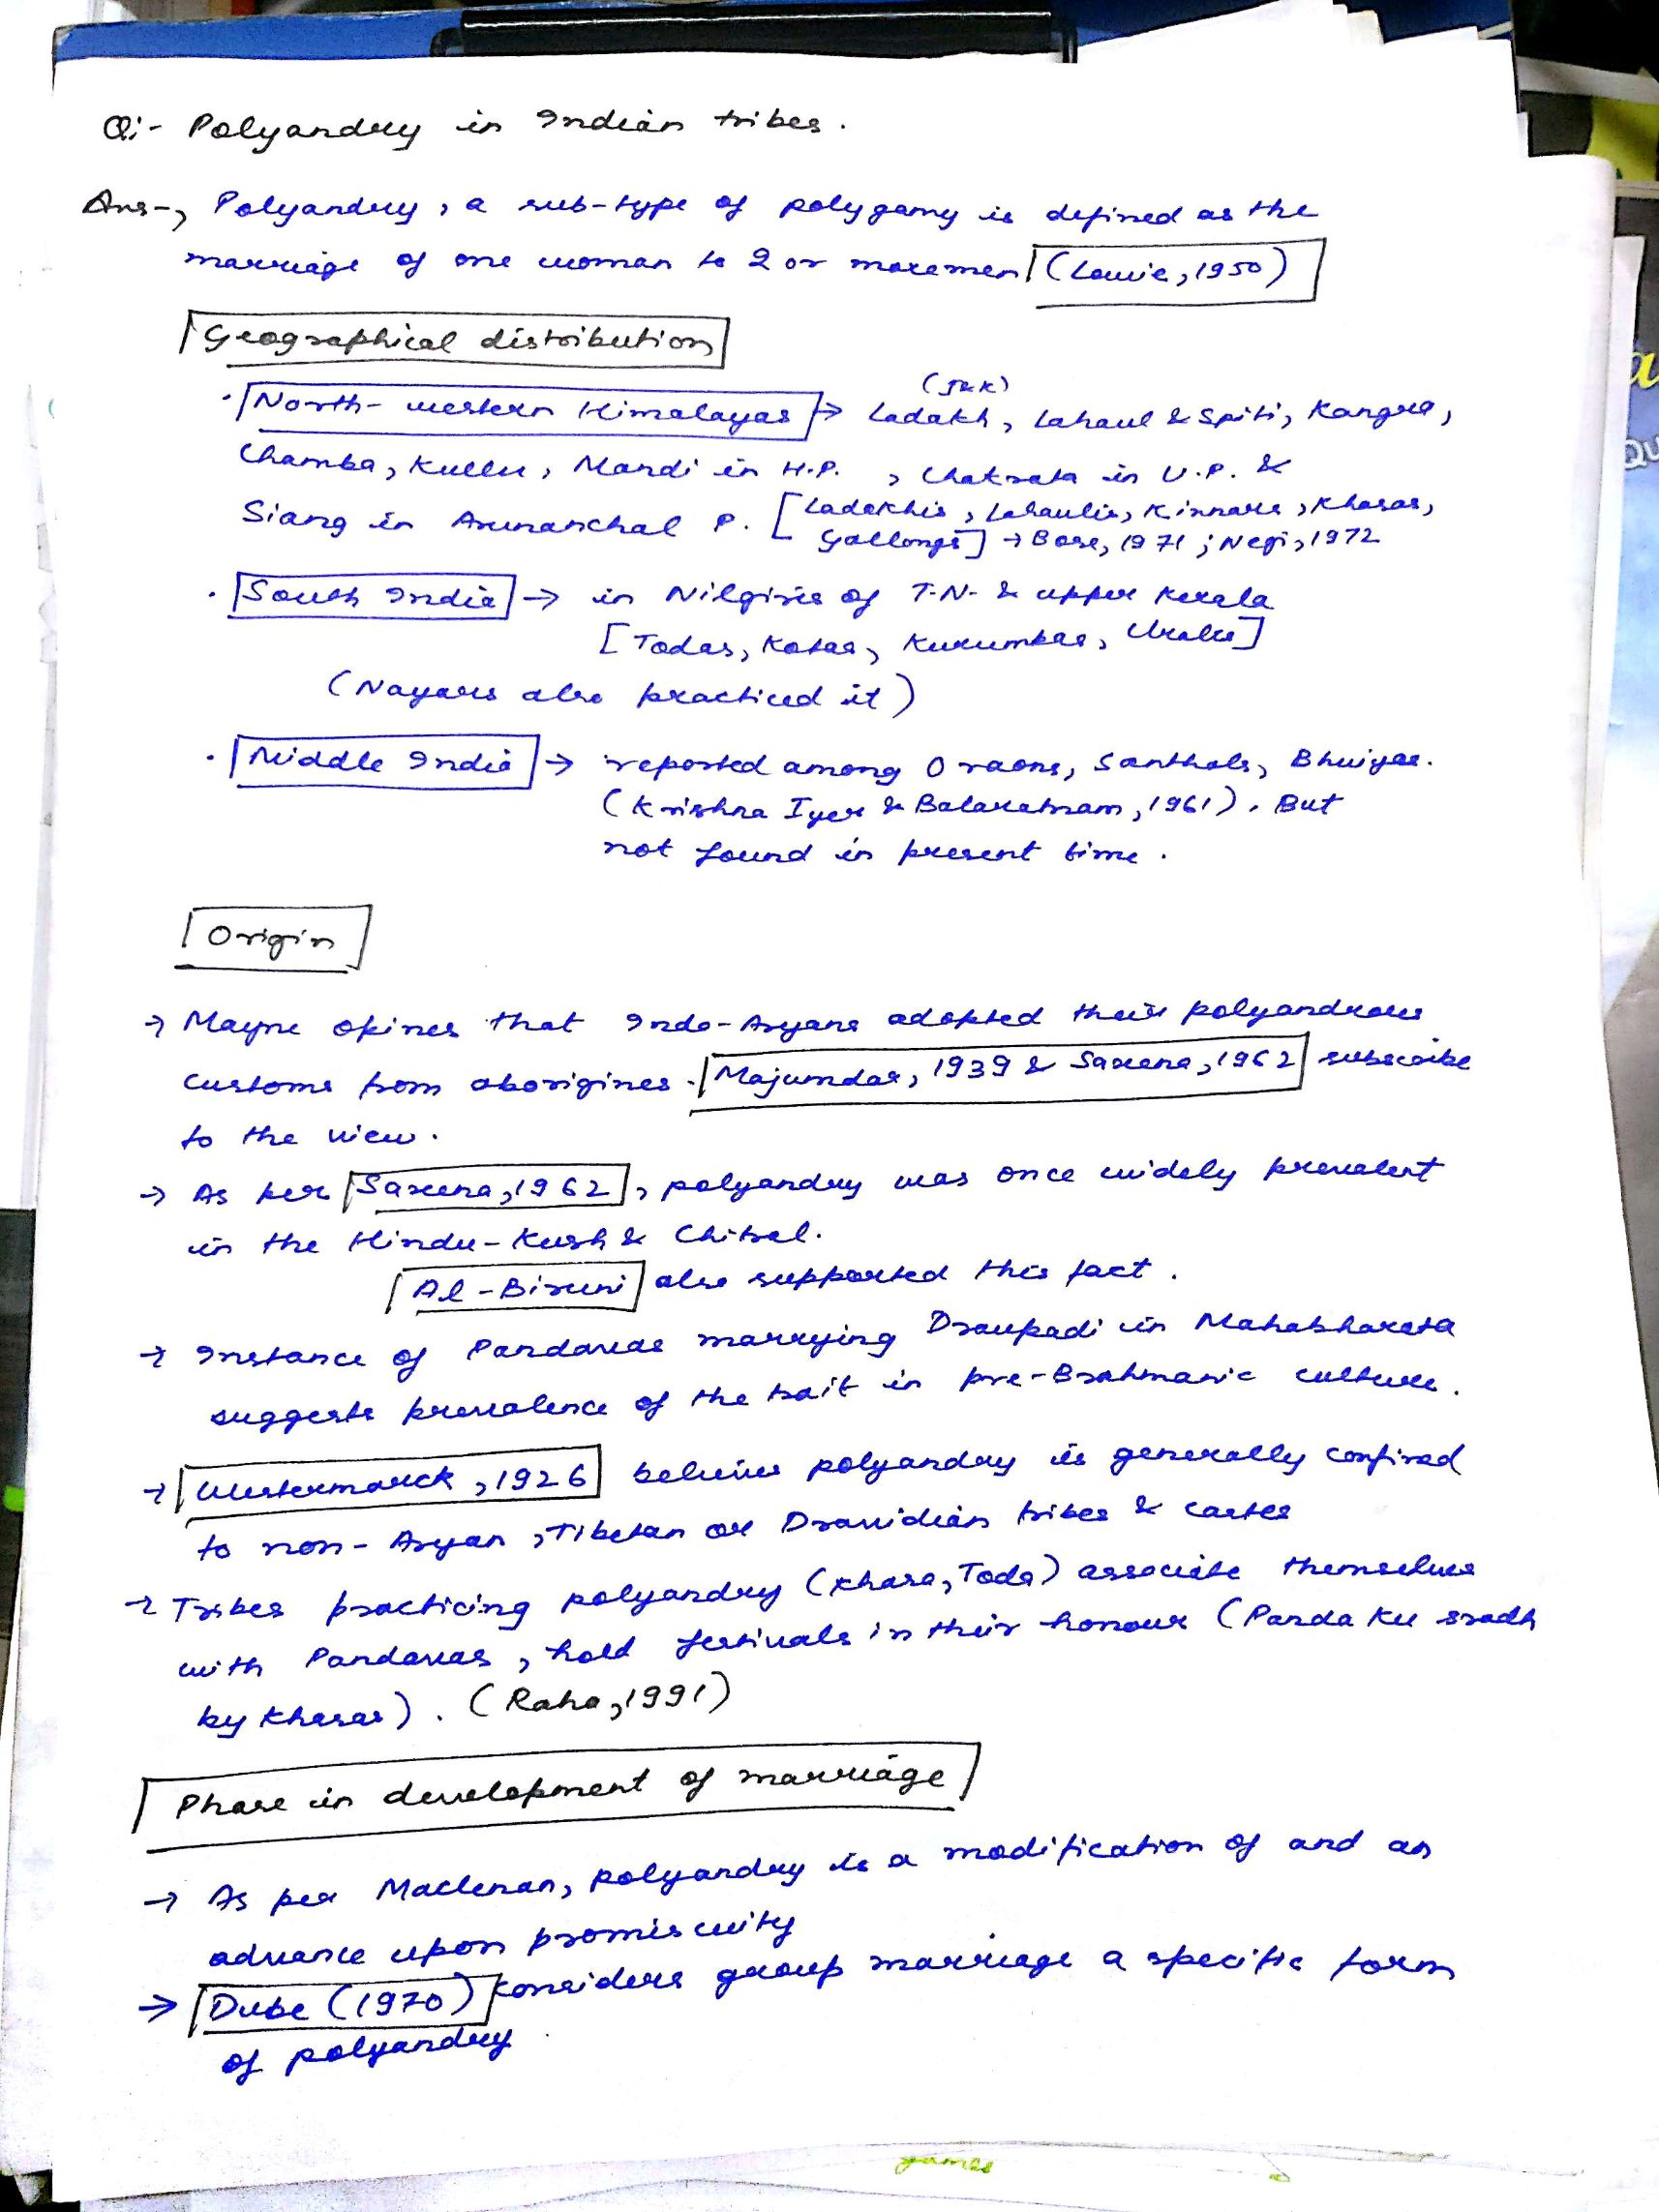 Q:- Polyandry in Indian tribes.
Ans-, Polyandry, a sub-type of polygamy is defined as the
marriage of one woman to 2 or more men (Lowie, 1950)
Geographical distribution
(J&K)
· North-western Himalayas → Ladakh, Lahaul & Spiti, Kangra,
Chamba, Kullu, Mandi in H.P. , Chakrata in U.P. &
Siang in Arunanchal P. [Ladakhis, Lahaulis, Kinnars, Khasas,
Gallongs] → Bose, 1971 ; Negi, 1972
· South India → in Nilgiris of T.N. & upper Kerala
[Todas, Kotas, Kurumbas, Uralis]
(Nayars also practiced it)
· Middle India → reported among Oraons, Santhals, Bhuiyas.
(Krishna Iyer & Balaratnam, 1961). But
not found in present time.
Origin
→ Mayne opines that Indo-Aryans adopted their polyandrous
customs from aborigines. Majumdar, 1939 & Saxena, 1962 subscribe
to the view.
→ As per Saxena, 1962, polyandry was once widely prevalent
in the Hindu-Kush & Chitral.
Al-Biruni also supported this fact.
→ Instance of Pandavas marrying Draupadi in Mahabharata
suggests prevalence of the trait in pre-Brahmanic culture.
→ Westermarck, 1926 believes polyandry is generally confined
to non-Aryan, Tibetan or Dravidian tribes & castes
→ Tribes practicing polyandry (Khasa, Toda) associate themselves
with Pandavas, hold festivals in their honour (Panda Ku sradh
by Khasas). (Raha, 1991)
Phase in development of marriage
→ As per Maclenan, polyandry is a modification of and an
advance upon promiscuity
→ Dube (1970) considers group marriage a specific form
of polyandry
games